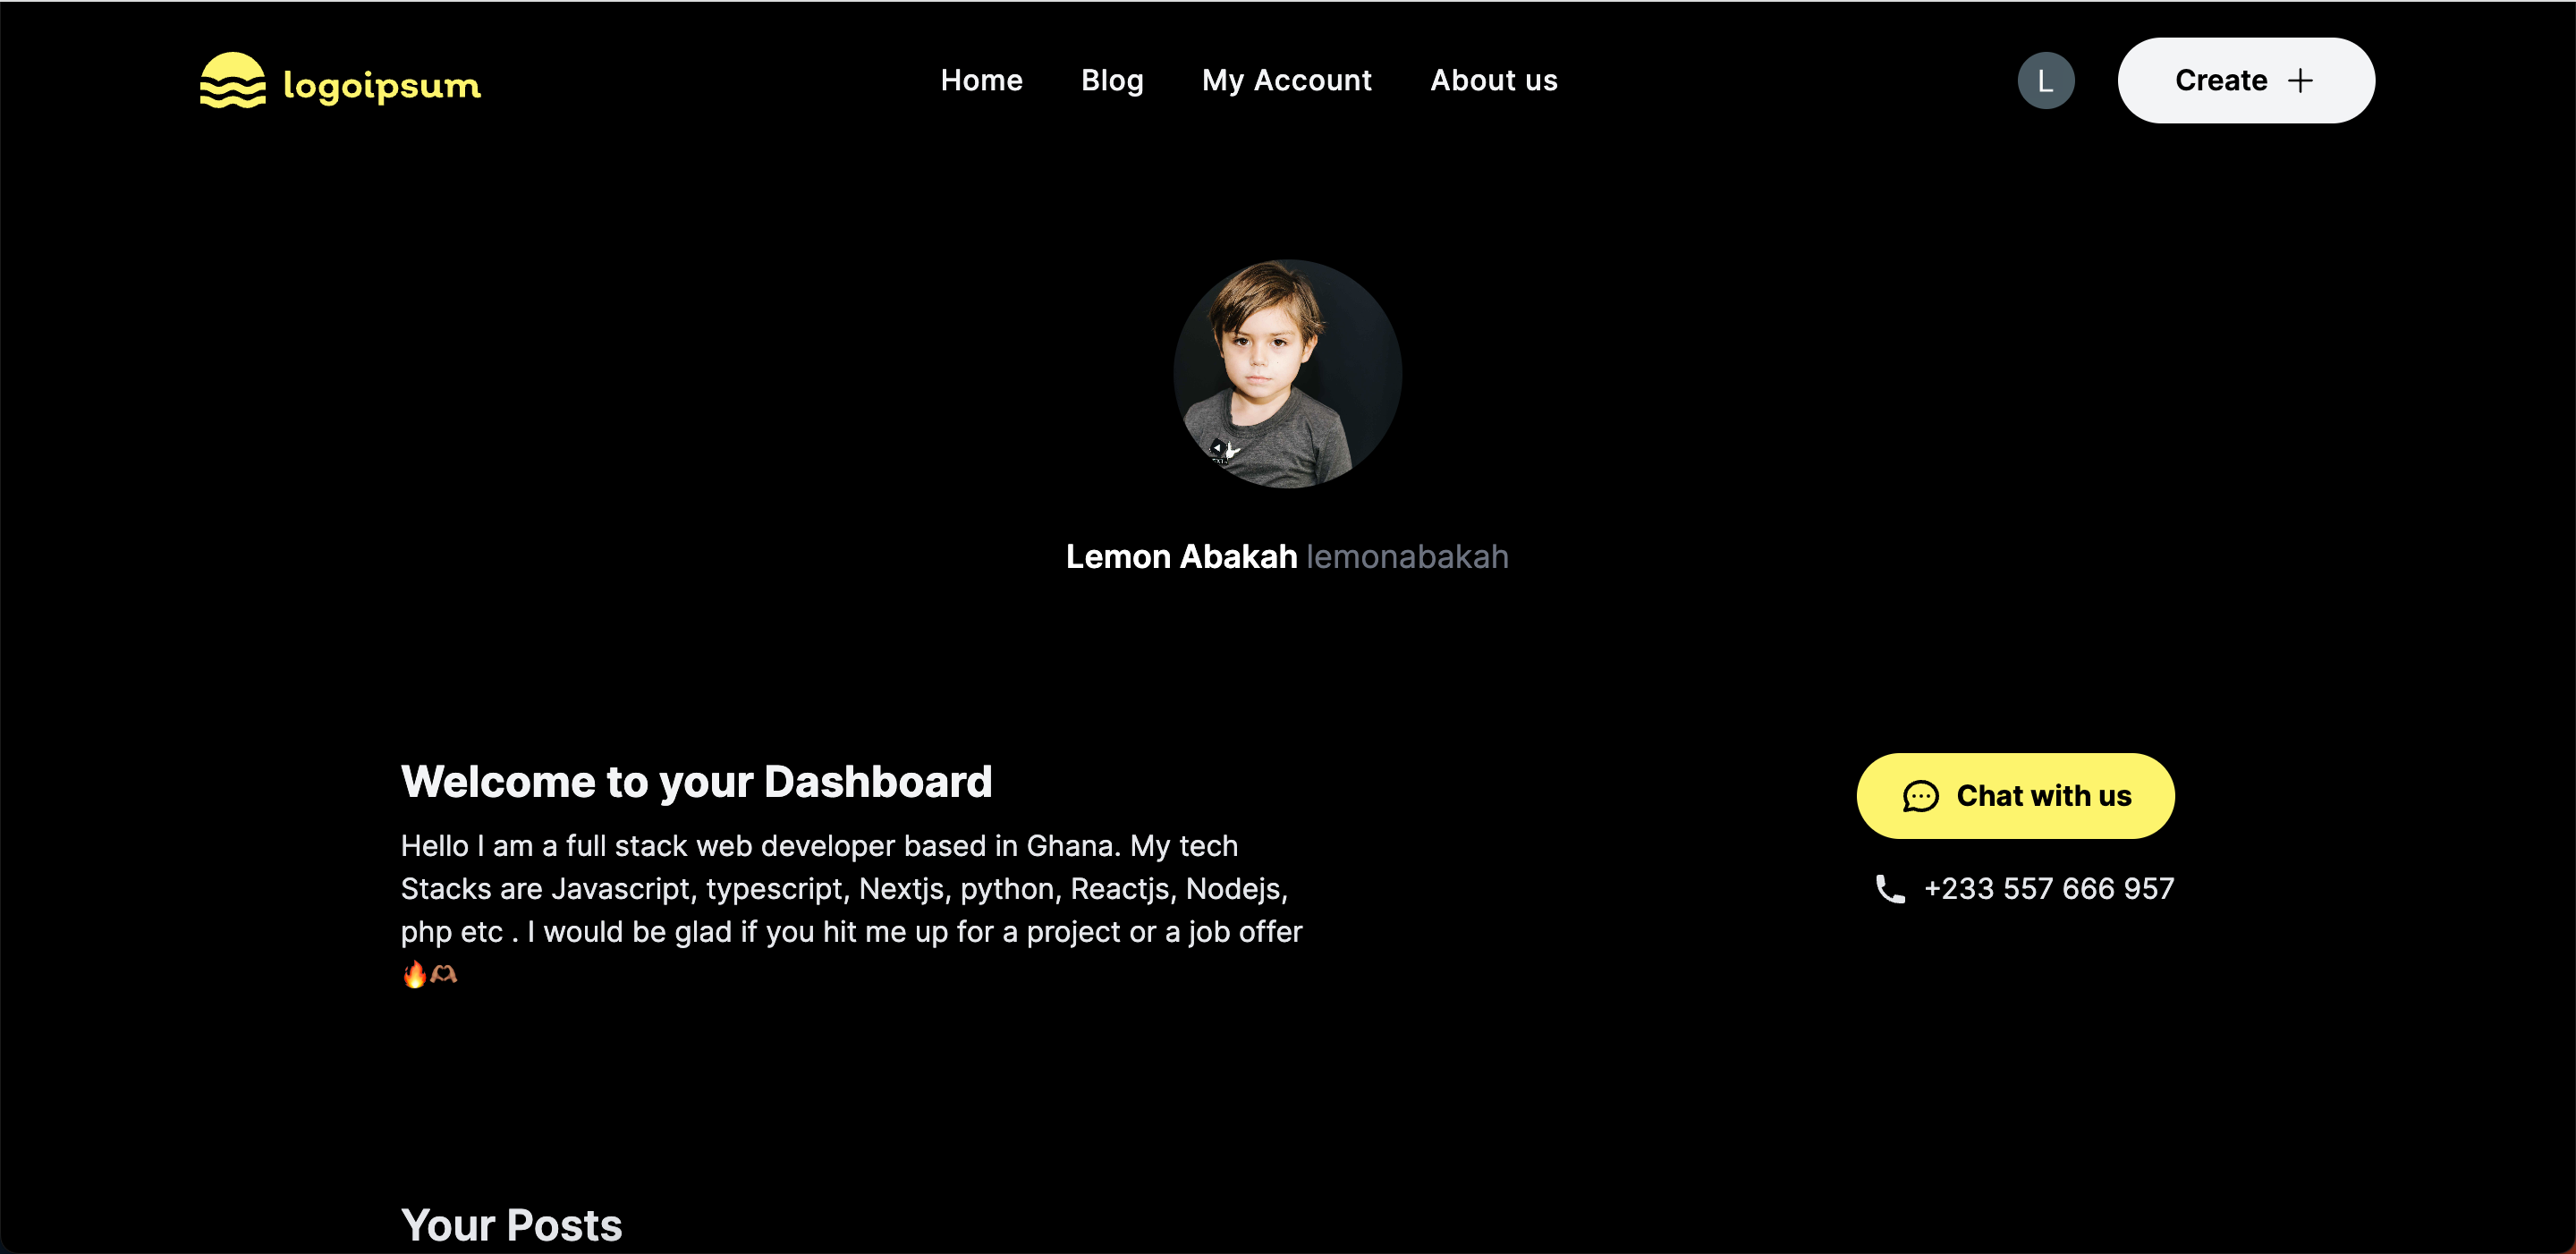 logoipsum
Home Blog My Account About us
L
Create
Lemon Abakah lemonabakah
Welcome to your Dashboard
Hello I am a full stack web developer based in Ghana. My tech
Stacks are Javascript, typescript, Nextjs, python, Reactjs, Nodejs,
php etc . I would be glad if you hit me up for a project or a job offer
🔥🫶🏽
Chat with us
+233 557 666 957
Your Posts